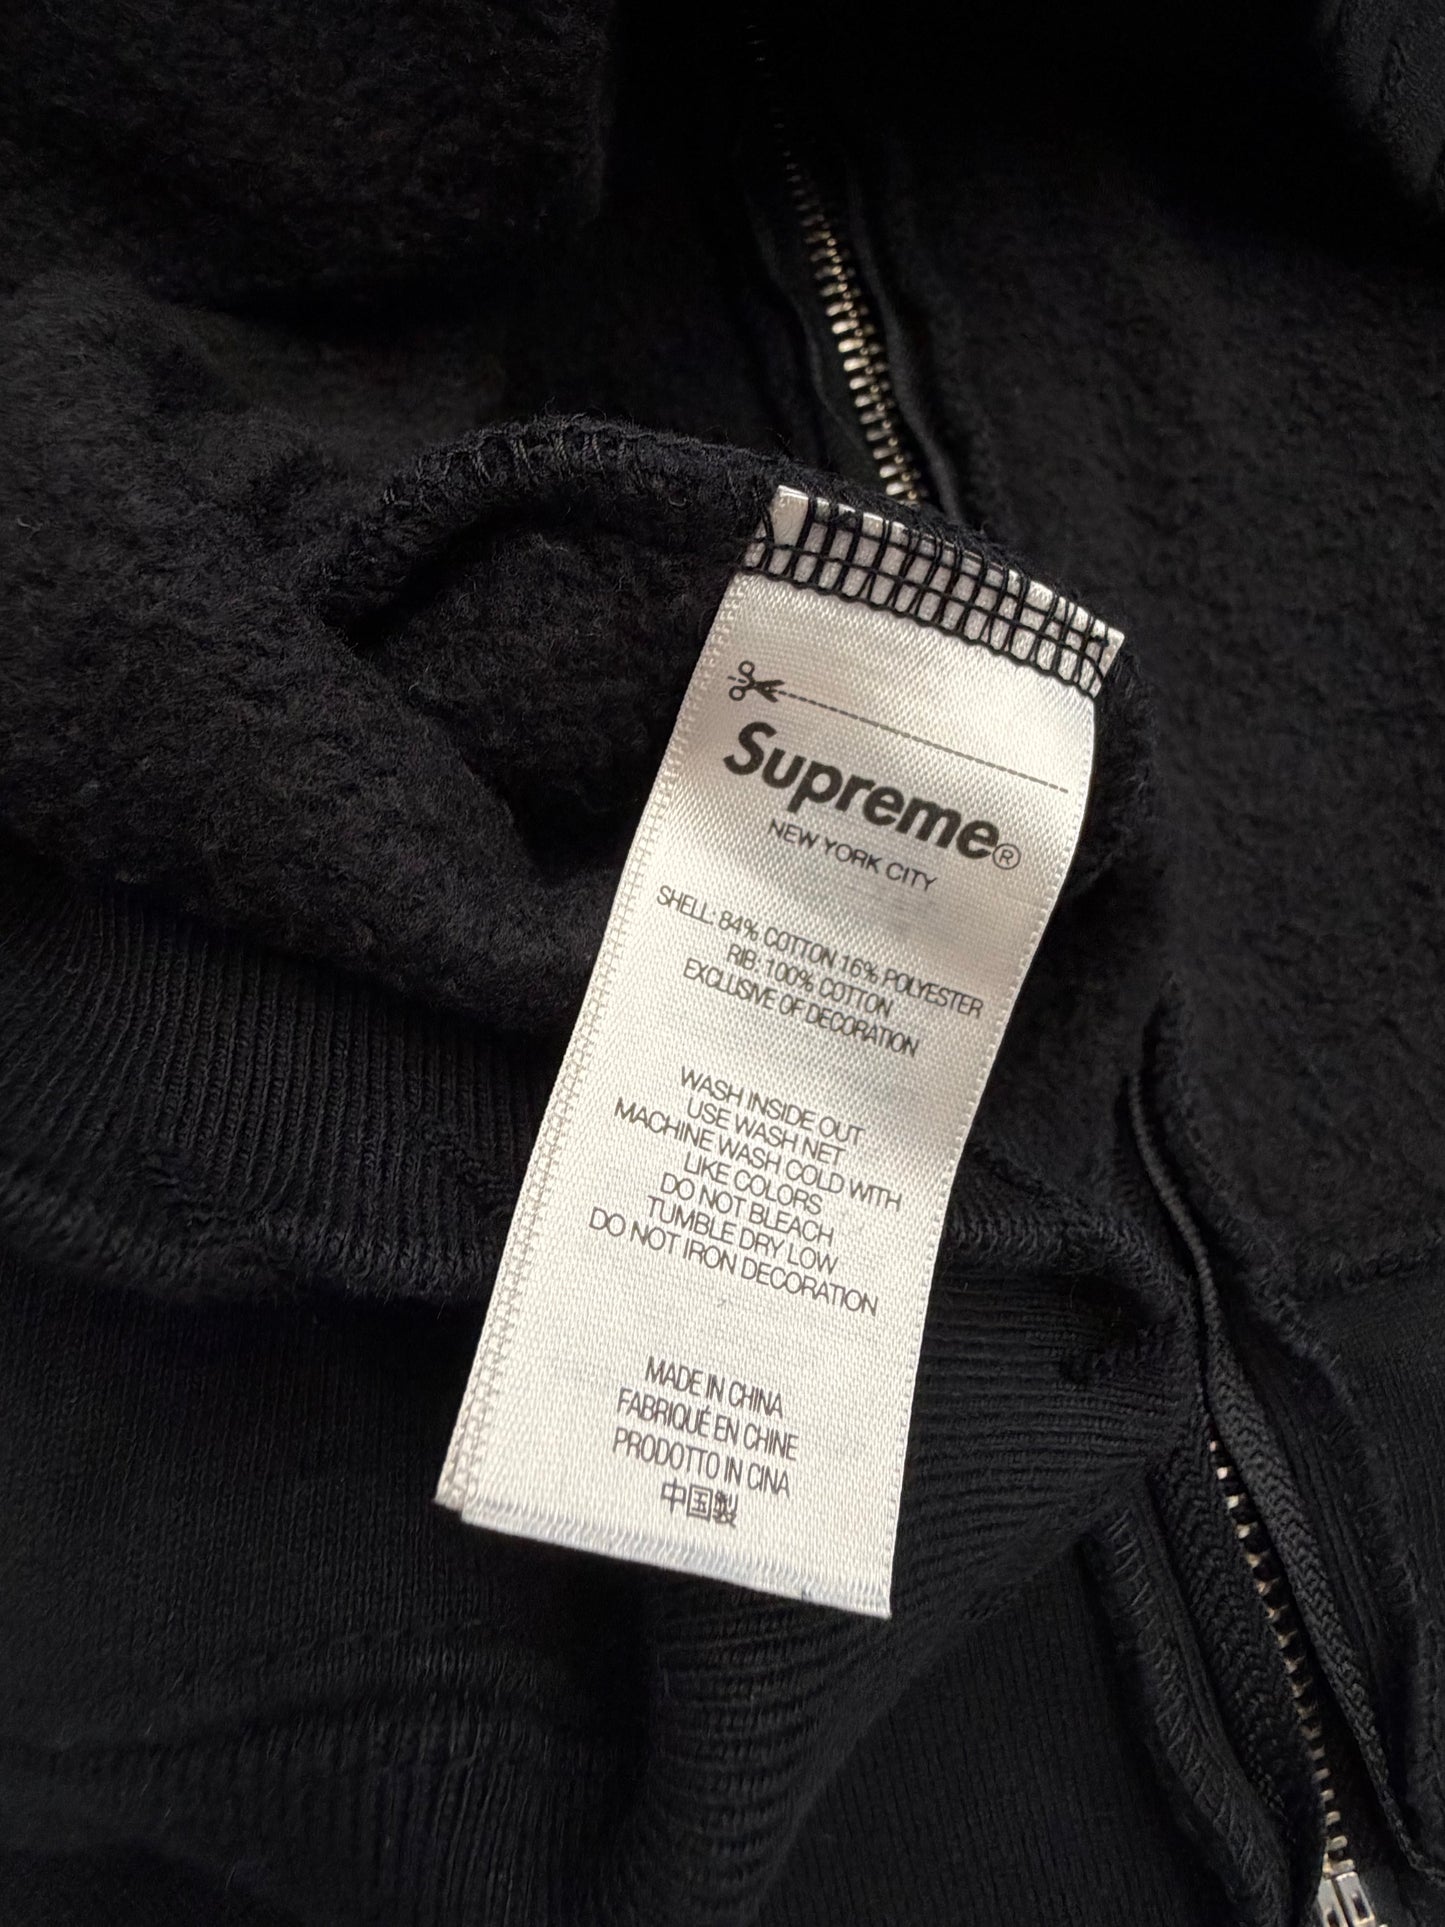 Supreme®
NEW YORK CITY
SHELL: 84% COTTON 16% POLYESTER
RIB: 100% COTTON
EXCLUSIVE OF DECORATION
WASH INSIDE OUT
USE WASH NET
MACHINE WASH COLD WITH
LIKE COLORS
DO NOT BLEACH
TUMBLE DRY LOW
DO NOT IRON DECORATION
MADE IN CHINA
FABRIQUÉ EN CHINE
PRODOTTO IN CINA
中国製